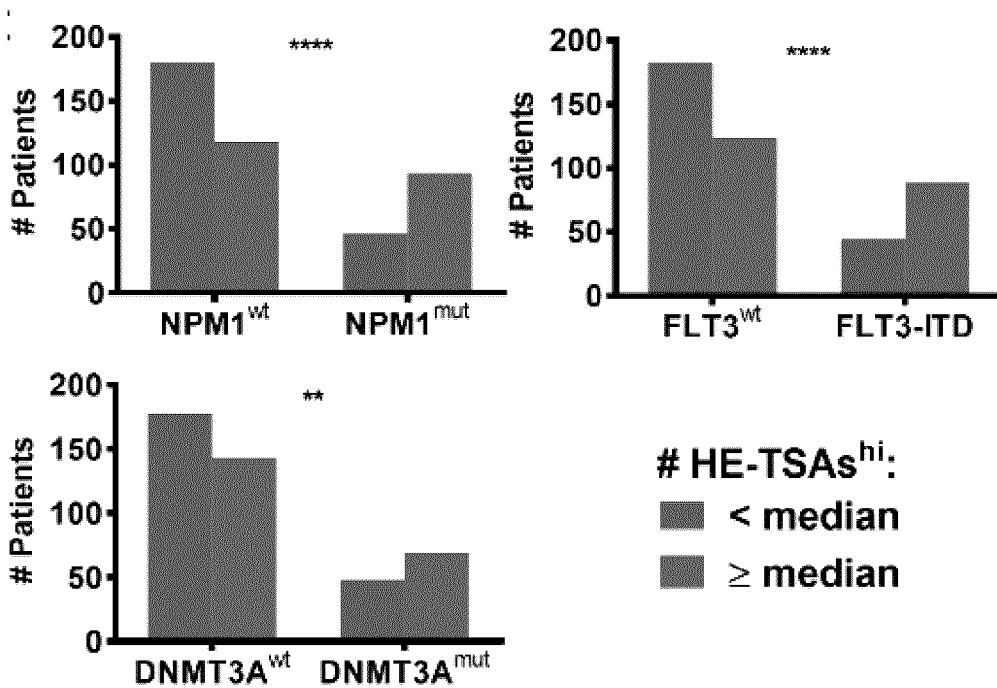 200
150
100
50
0
# Patients
****
NPM1wt NPM1mut
200
150
100
50
0
# Patients
****
FLT3wt FLT3-ITD
200
150
100
50
0
# Patients
**
DNMT3Awt DNMT3Amut
# HE-TSAshi:
< median
≥ median